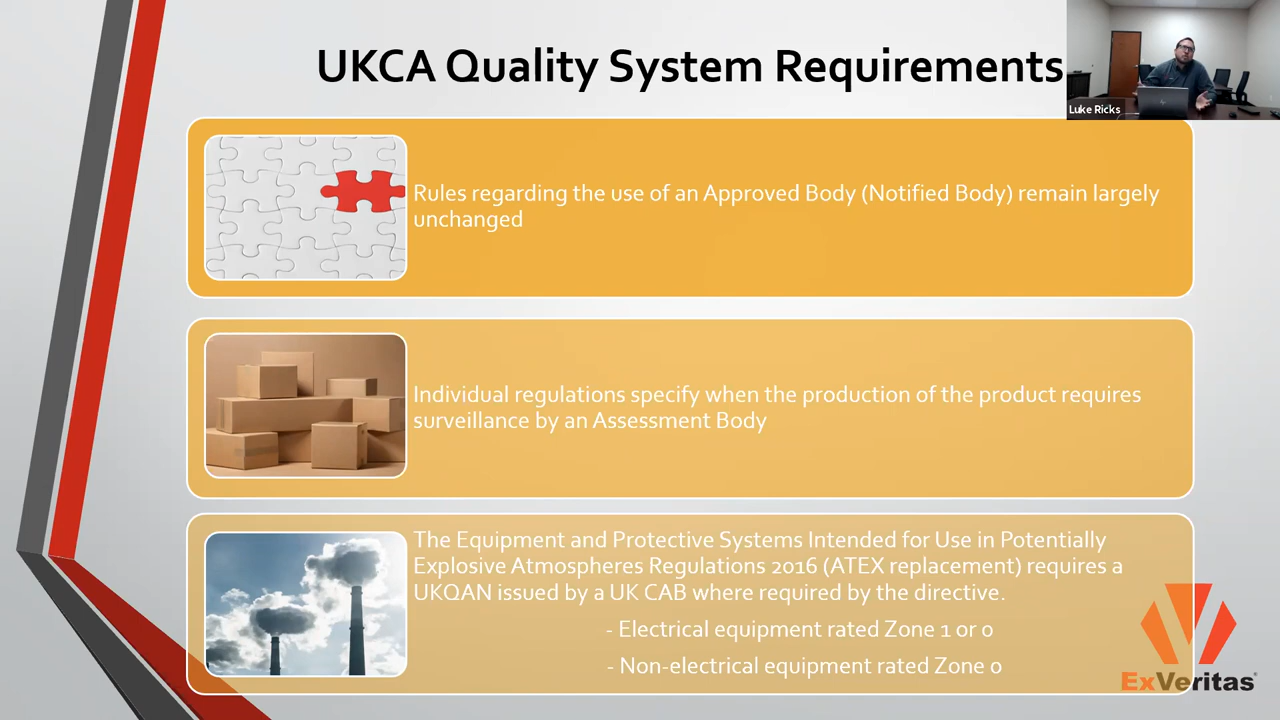 UKCA Quality System Requirements
Luke Ricks
Rules regarding the use of an Approved Body (Notified Body) remain largely
unchanged
Individual regulations specify when the production of the product requires
surveillance by an Assessment Body
The Equipment and Protective Systems Intended for Use in Potentially
Explosive Atmospheres Regulations 2016 (ATEX replacement) requires a
UKQAN issued by a UK CAB where required by the directive.
- Electrical equipment rated Zone 1 or 0
- Non-electrical equipment rated Zone 0
ExVeritas